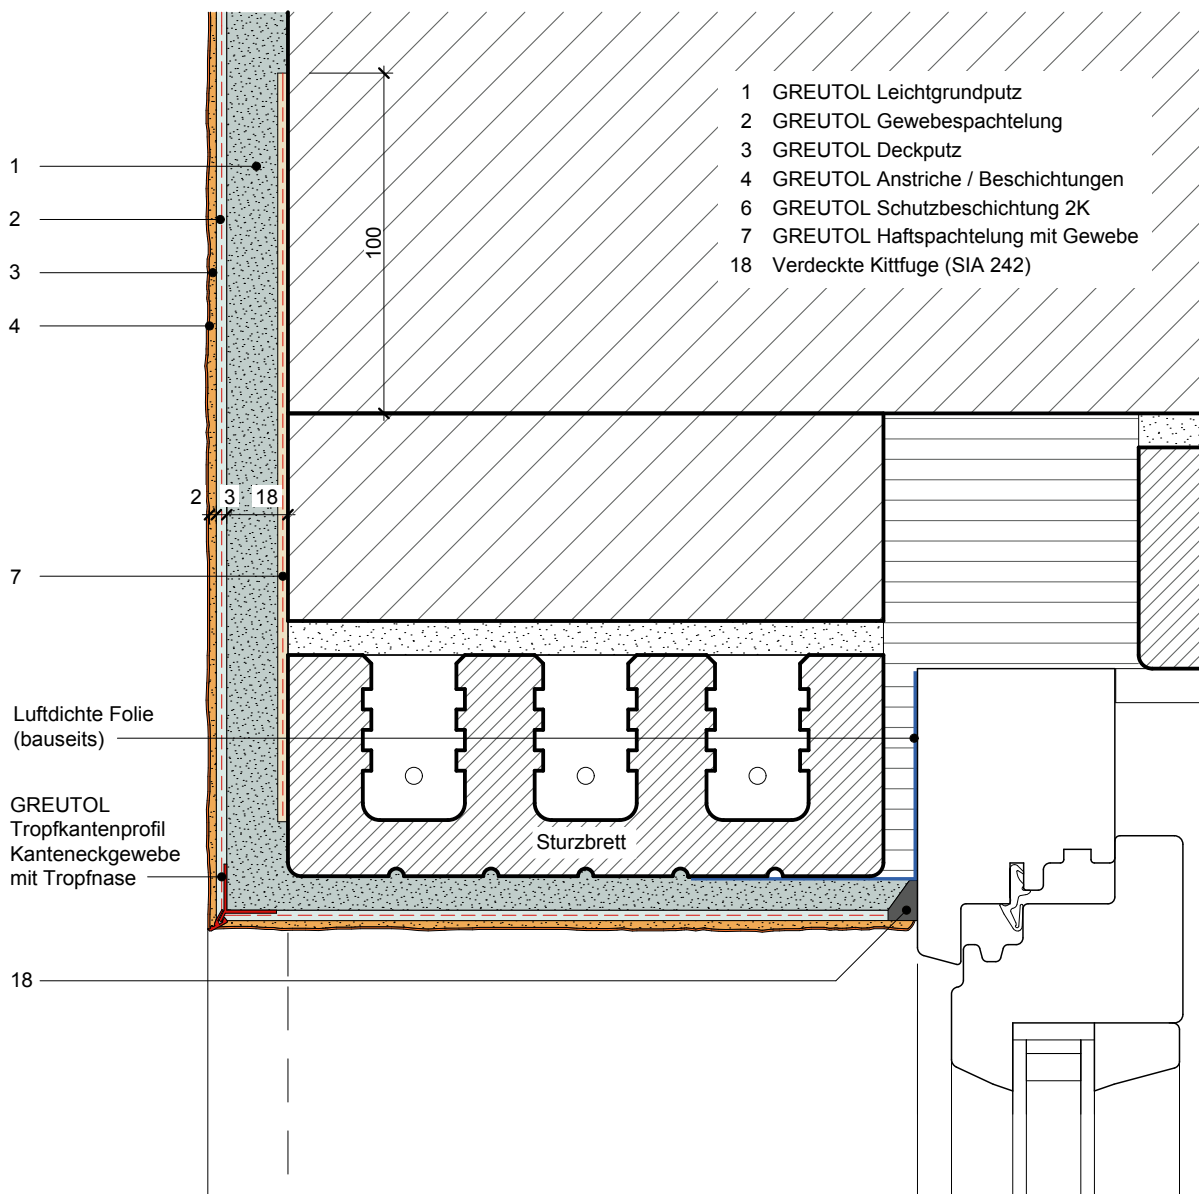 1 GREUTOL Leichtgrundputz
2 GREUTOL Gewebespachtelung
3 GREUTOL Deckputz
4 GREUTOL Anstriche / Beschichtungen
6 GREUTOL Schutzbeschichtung 2K
7 GREUTOL Haftspachtelung mit Gewebe
18 Verdeckte Kittfuge (SIA 242)
1
2
3
4
100
2 3 18
7
Luftdichte Folie
(bauseits)
GREUTOL
Tropfkantenprofil
Kanteneckgewebe
mit Tropfnase
Sturzbrett
18